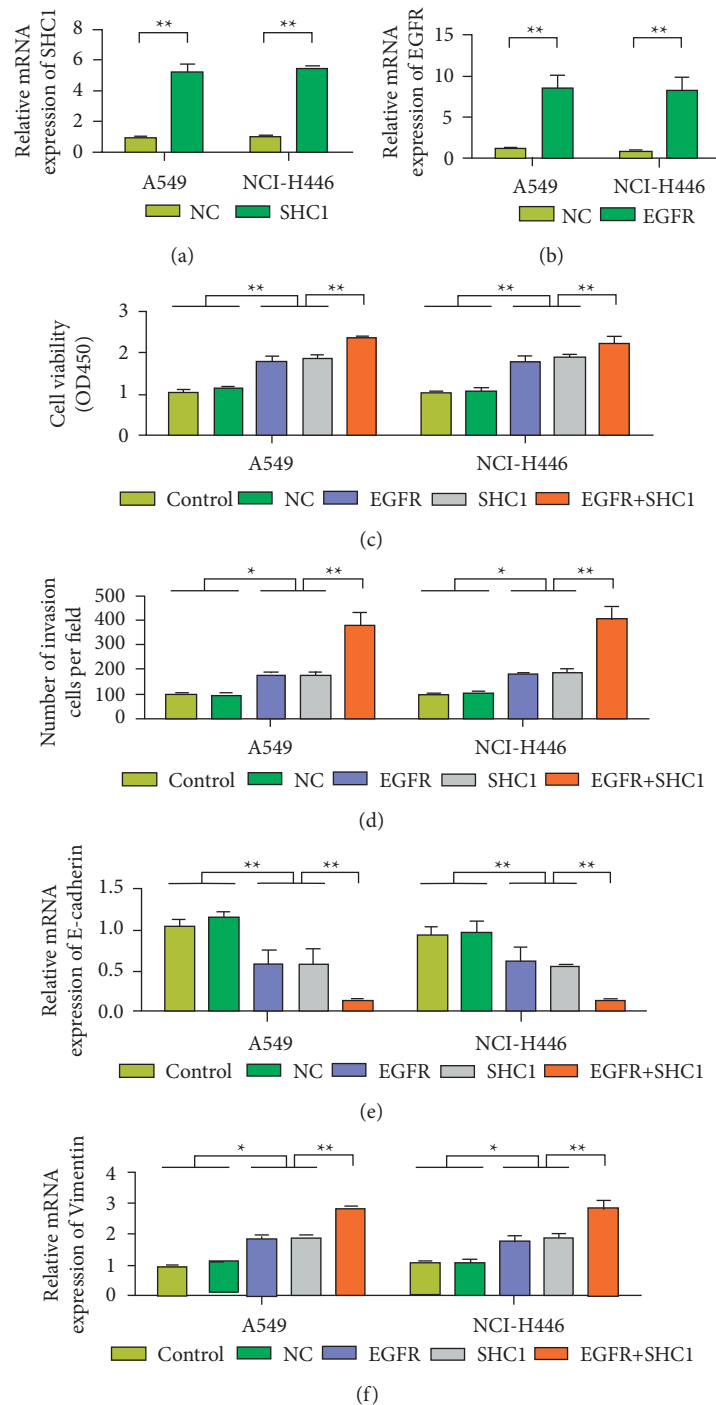 Relative mRNA
expression of SHC1
8
6
4
2
0
** **
A549 NCI-H446
NC SHC1
(a)
Relative mRNA
expression of EGFR
15
10
5
0
** **
A549 NCI-H446
NC EGFR
(b)
Cell viability
(OD450)
3
2
1
0
** ** ** **
A549 NCI-H446
Control NC EGFR SHC1 EGFR+SHC1
(c)
Number of invasion
cells per field
500
400
300
200
100
0
* ** * **
A549 NCI-H446
Control NC EGFR SHC1 EGFR+SHC1
(d)
Relative mRNA
expression of E-cadherin
1.5
1.0
0.5
0.0
** ** ** **
A549 NCI-H446
Control NC EGFR SHC1 EGFR+SHC1
(e)
Relative mRNA
expression of Vimentin
4
3
2
1
0
* ** * **
A549 NCI-H446
Control NC EGFR SHC1 EGFR+SHC1
(f)